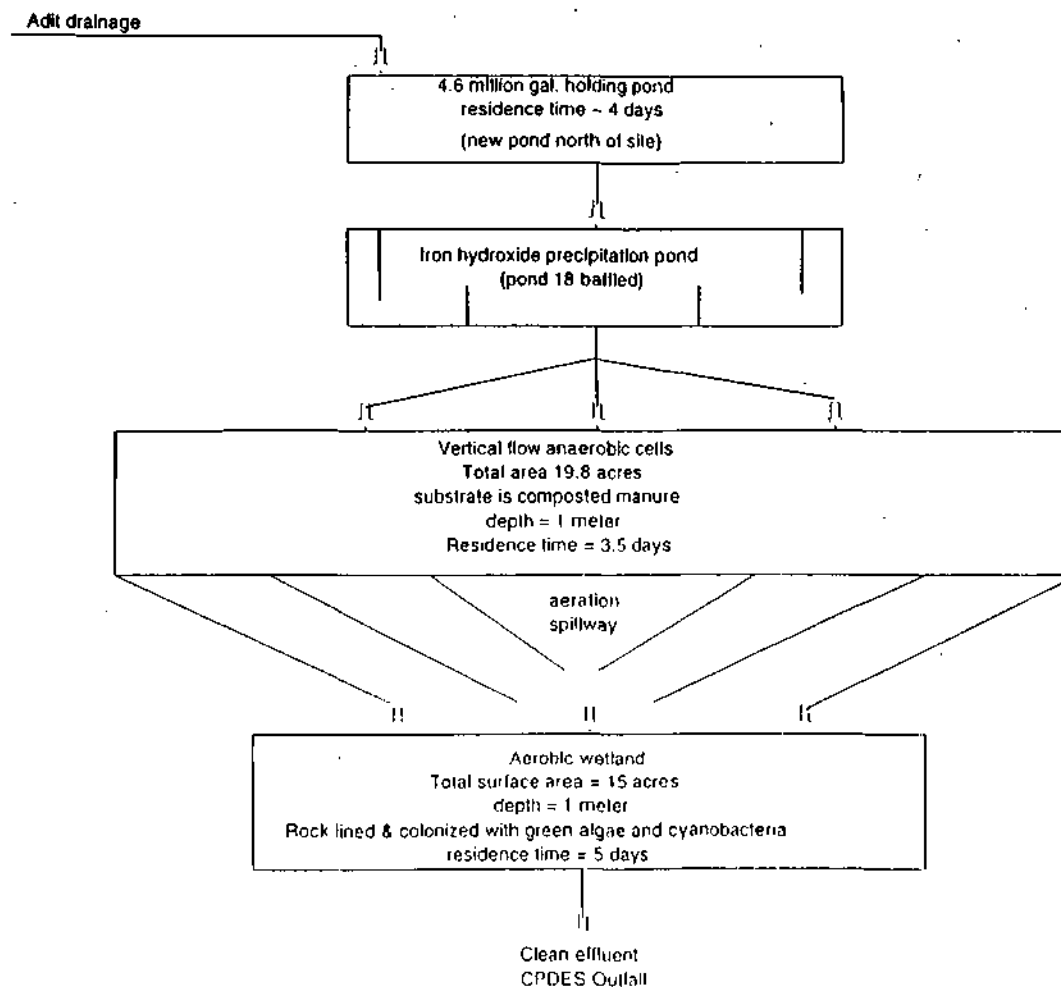 Adit drainage
4.6 million gal. holding pond
residence time ~ 4 days
(new pond north of site)
Iron hydroxide precipitation pond
(pond 18 baffled)
Vertical flow anaerobic cells
Total area 19.8 acres
substrate is composted manure
depth = 1 meter
Residence time = 3.5 days
aeration
spillway
Aerobic wetland
Total surface area = 15 acres
depth = 1 meter
Rock lined & colonized with green algae and cyanobacteria
residence time = 5 days
Clean effluent
CPDES Outfall